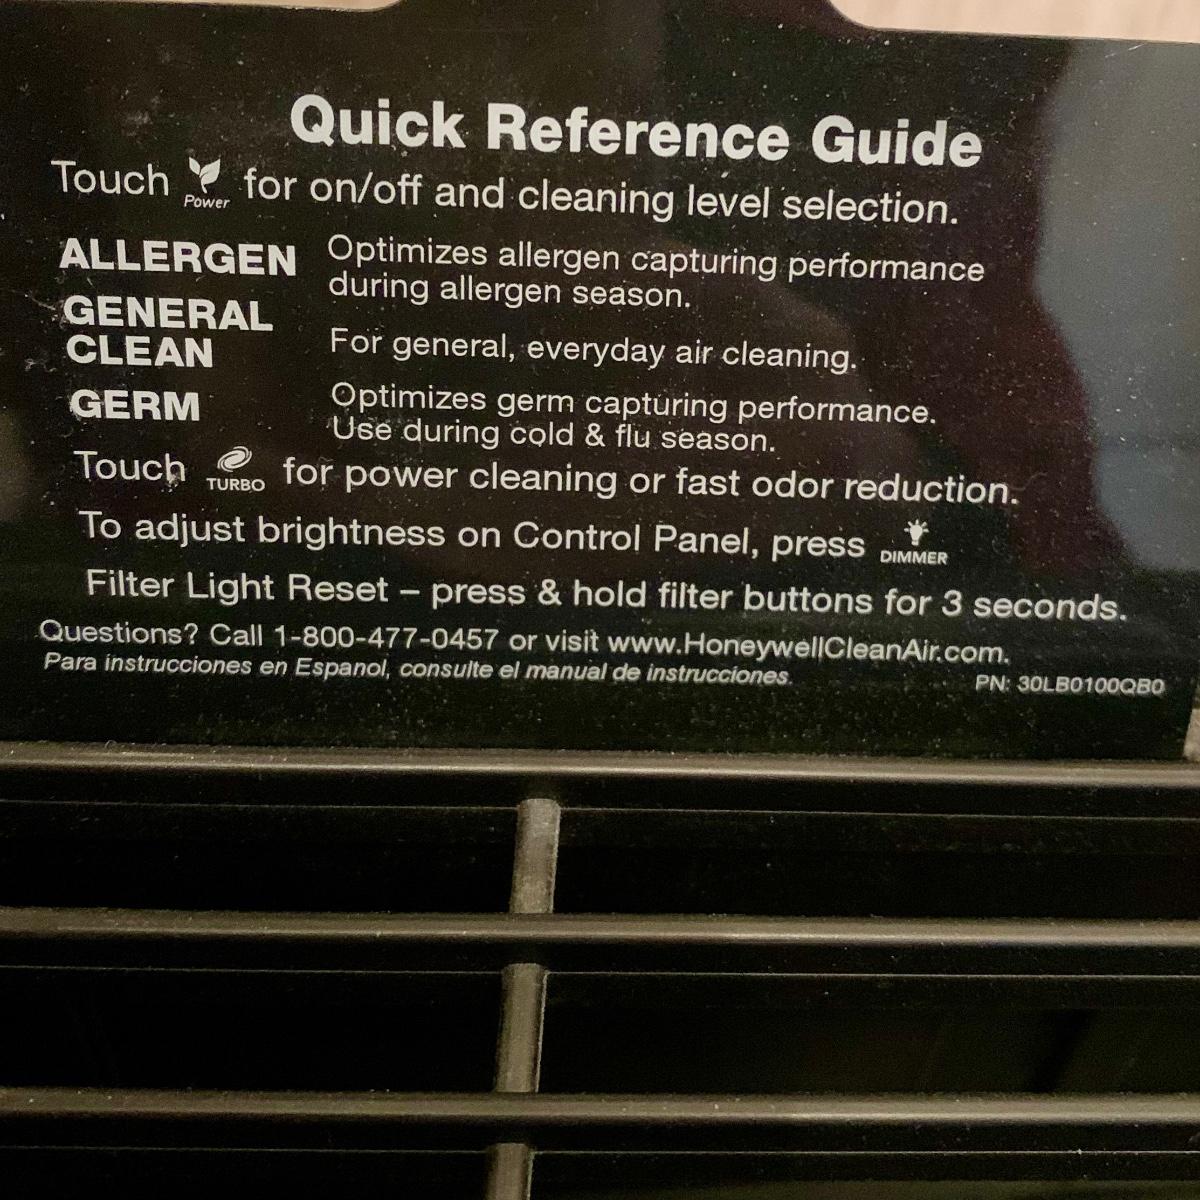 Quick Reference Guide
Touch Power for on/off and cleaning level selection.
ALLERGEN Optimizes allergen capturing performance
during allergen season.
GENERAL
CLEAN For general, everyday air cleaning.
GERM Optimizes germ capturing performance.
Use during cold & flu season.
Touch TURBO for power cleaning or fast odor reduction.
To adjust brightness on Control Panel, press DIMMER
Filter Light Reset – press & hold filter buttons for 3 seconds.
Questions? Call 1-800-477-0457 or visit www.HoneywellCleanAir.com.
Para instrucciones en Espanol, consulte el manual de instrucciones.
PN: 30LB0100QB0